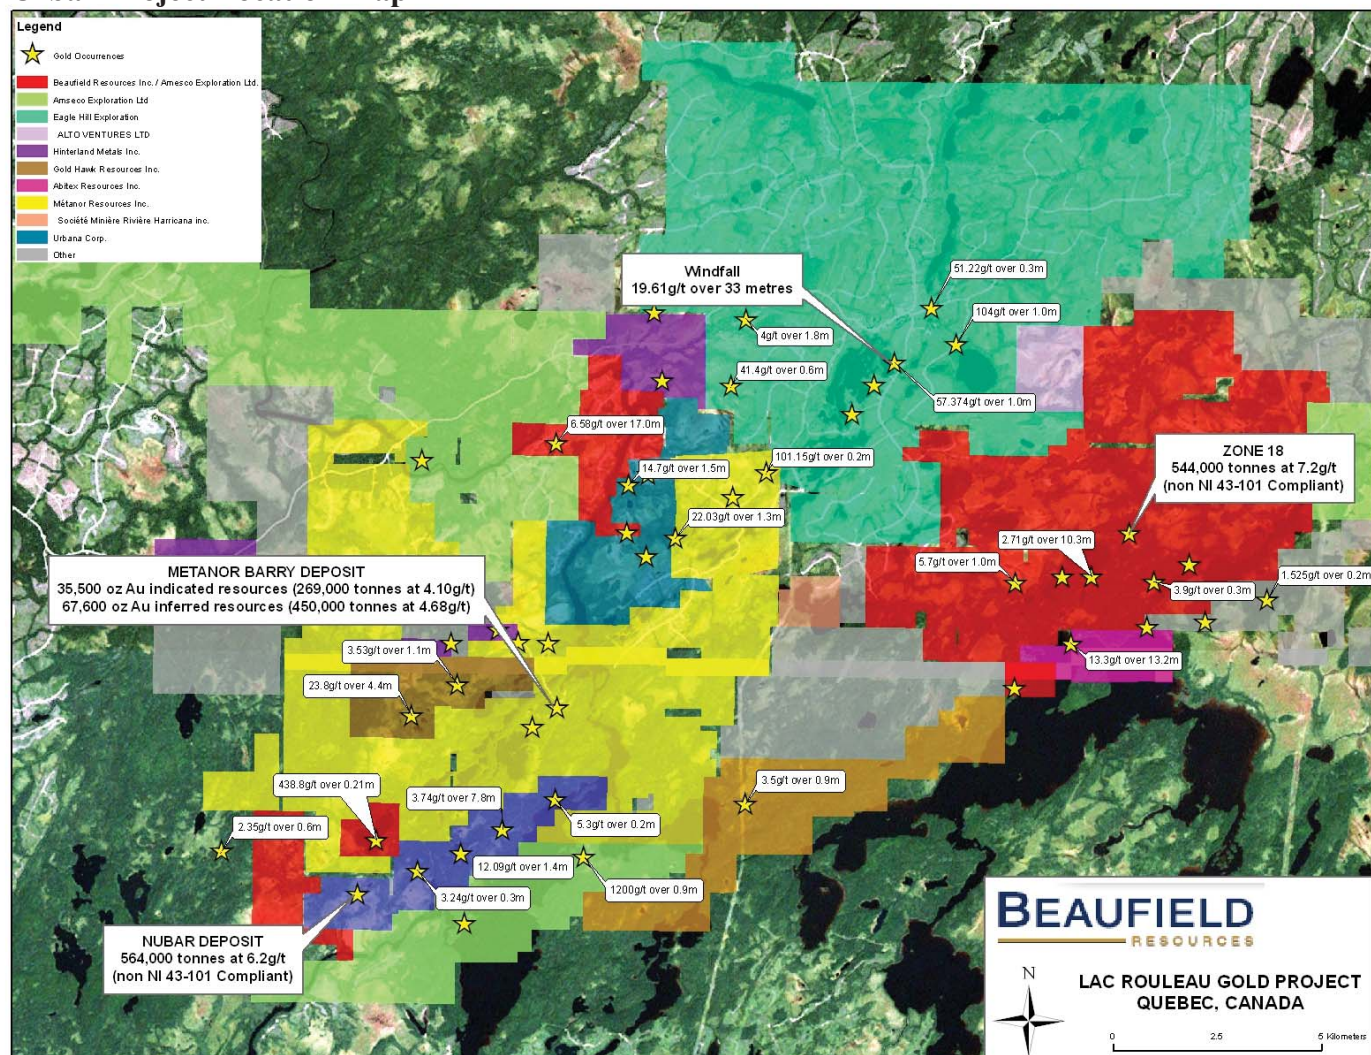 Legend
Gold Occurrences
Beaufield Resources Inc. / Amesco Exploration Ltd.
Amseco Exploration Ltd
Eagle Hill Exploration
ALTO VENTURES LTD
Hinterland Metals Inc.
Gold Hawk Resources Inc.
Abitex Resources Inc.
Métanor Resources Inc.
Société Minière Rivière Harricana inc.
Urbana Corp.
Other
Windfall
19.61g/t over 33 metres
51.22g/t over 0.3m
104g/t over 1.0m
4g/t over 1.8m
41.4g/t over 0.6m
57.374g/t over 1.0m
6.58g/t over 17.0m
101.15g/t over 0.2m
14.7g/t over 1.5m
22.03g/t over 1.3m
ZONE 18
544,000 tonnes at 7.2g/t
(non NI 43-101 Compliant)
2.71g/t over 10.3m
5.7g/t over 1.0m
1.525g/t over 0.2m
3.9g/t over 0.3m
METANOR BARRY DEPOSIT
35,500 oz Au indicated resources (269,000 tonnes at 4.10g/t)
67,600 oz Au inferred resources (450,000 tonnes at 4.68g/t)
3.53g/t over 1.1m
13.3g/t over 13.2m
23.8g/t over 4.4m
438.8g/t over 0.21m
3.5g/t over 0.9m
3.74g/t over 7.8m
5.3g/t over 0.2m
2.35g/t over 0.6m
12.09g/t over 1.4m
1200g/t over 0.9m
3.24g/t over 0.3m
NUBAR DEPOSIT
564,000 tonnes at 6.2g/t
(non NI 43-101 Compliant)
BEAUFIELD
RESOURCES
N
LAC ROULEAU GOLD PROJECT
QUEBEC, CANADA
0 2.5 5 Kilometers